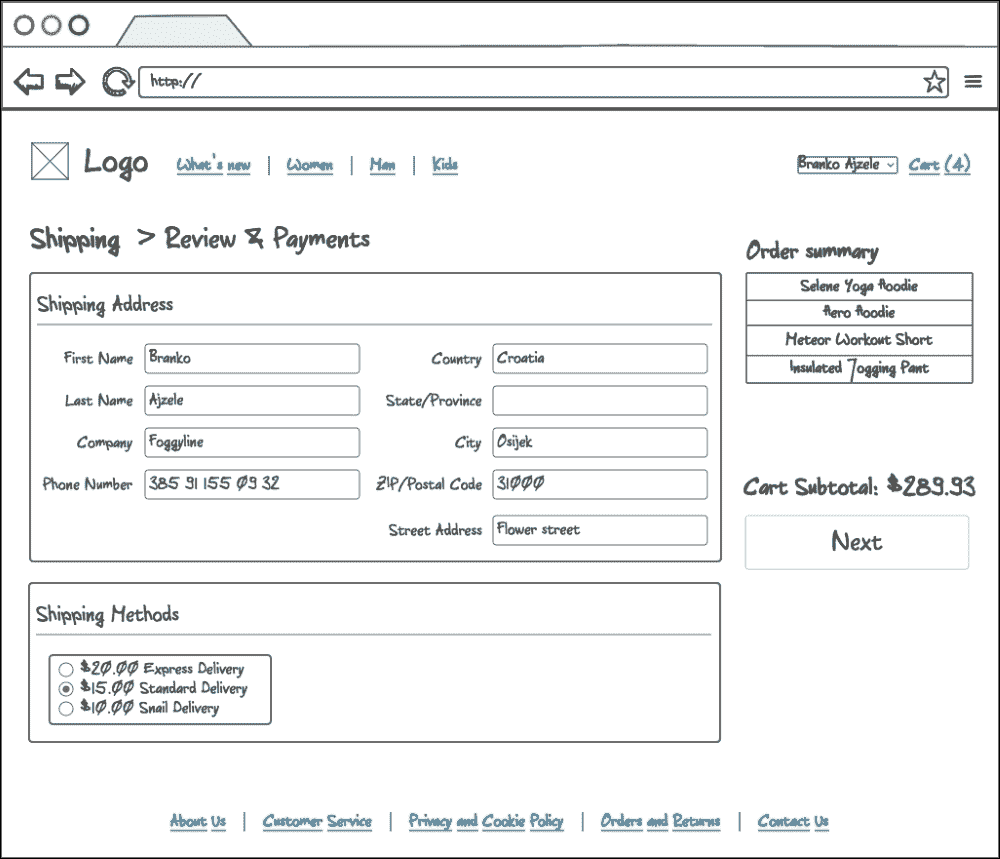 http://
Logo What's new | Women | Man | Kids Branko Ajzele Cart (4)
Shipping > Review & Payments
Shipping Address
First Name Branko
Last Name Ajzele
Company Foggyline
Phone Number 385 91 155 09 32
Country Croatia
State/Province
City Osijek
ZIP/Postal Code 31000
Street Address Flower street
Order summary
Selene Yoga Hoodie
Aero Hoodie
Meteor Workout Short
Insulated Jogging Pant
Cart Subtotal: $289.93
Next
Shipping Methods
$20.00 Express Delivery
$15.00 Standard Delivery
$10.00 Snail Delivery
About Us | Customer Service | Privacy and Cookie Policy | Orders and Returns | Contact Us